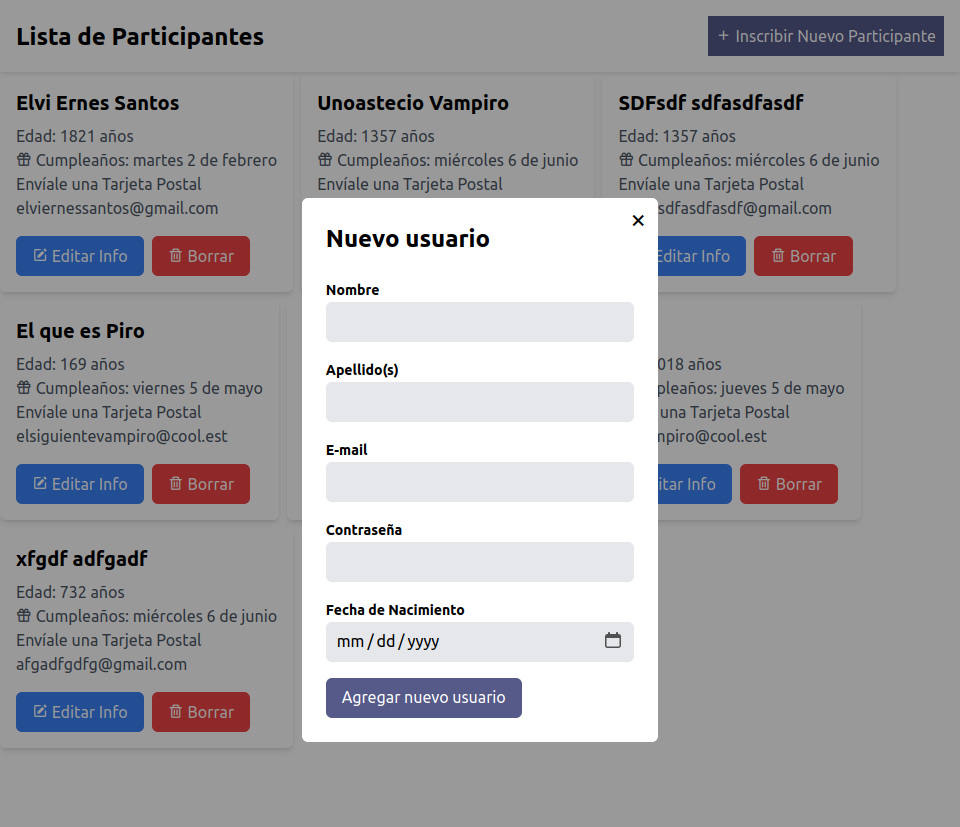 Lista de Participantes
+ Inscribir Nuevo Participante
Elvi Ernes Santos
Edad: 1821 años
Cumpleaños: martes 2 de febrero
Envíale una Tarjeta Postal
elviernessantos@gmail.com
Editar Info
Borrar
Unoastecio Vampiro
Edad: 1357 años
Cumpleaños: miércoles 6 de junio
Envíale una Tarjeta Postal
SDFsdf sdfasdfasdf
Edad: 1357 años
Cumpleaños: miércoles 6 de junio
Envíale una Tarjeta Postal
sdfasdfasdf@gmail.com
Editar Info
Borrar
El que es Piro
Edad: 169 años
Cumpleaños: viernes 5 de mayo
Envíale una Tarjeta Postal
elsiguientevampiro@cool.est
Editar Info
Borrar
018 años
pleaños: jueves 5 de mayo
una Tarjeta Postal
npiro@cool.est
itar Info
Borrar
xfgdf adfgadf
Edad: 732 años
Cumpleaños: miércoles 6 de junio
Envíale una Tarjeta Postal
afgadfgdfg@gmail.com
Editar Info
Borrar
Nuevo usuario
×
Nombre
Apellido(s)
E-mail
Contraseña
Fecha de Nacimiento
mm/dd/yyyy
Agregar nuevo usuario